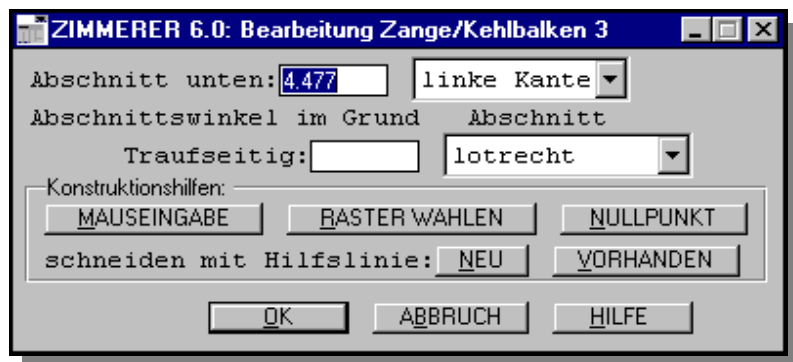 ZIMMERER 6.0: Bearbeitung Zange/Kehlbalken 3
Abschnitt unten: 4.477 linke Kante
Abschnittswinkel im Grund Abschnitt
Traufseitig: lotrecht
Konstruktionshilfen:
MAUSEINGABE RASTER WAHLEN NULLPUNKT
schneiden mit Hilfslinie: NEU VORHANDEN
OK ABBRUCH HILFE